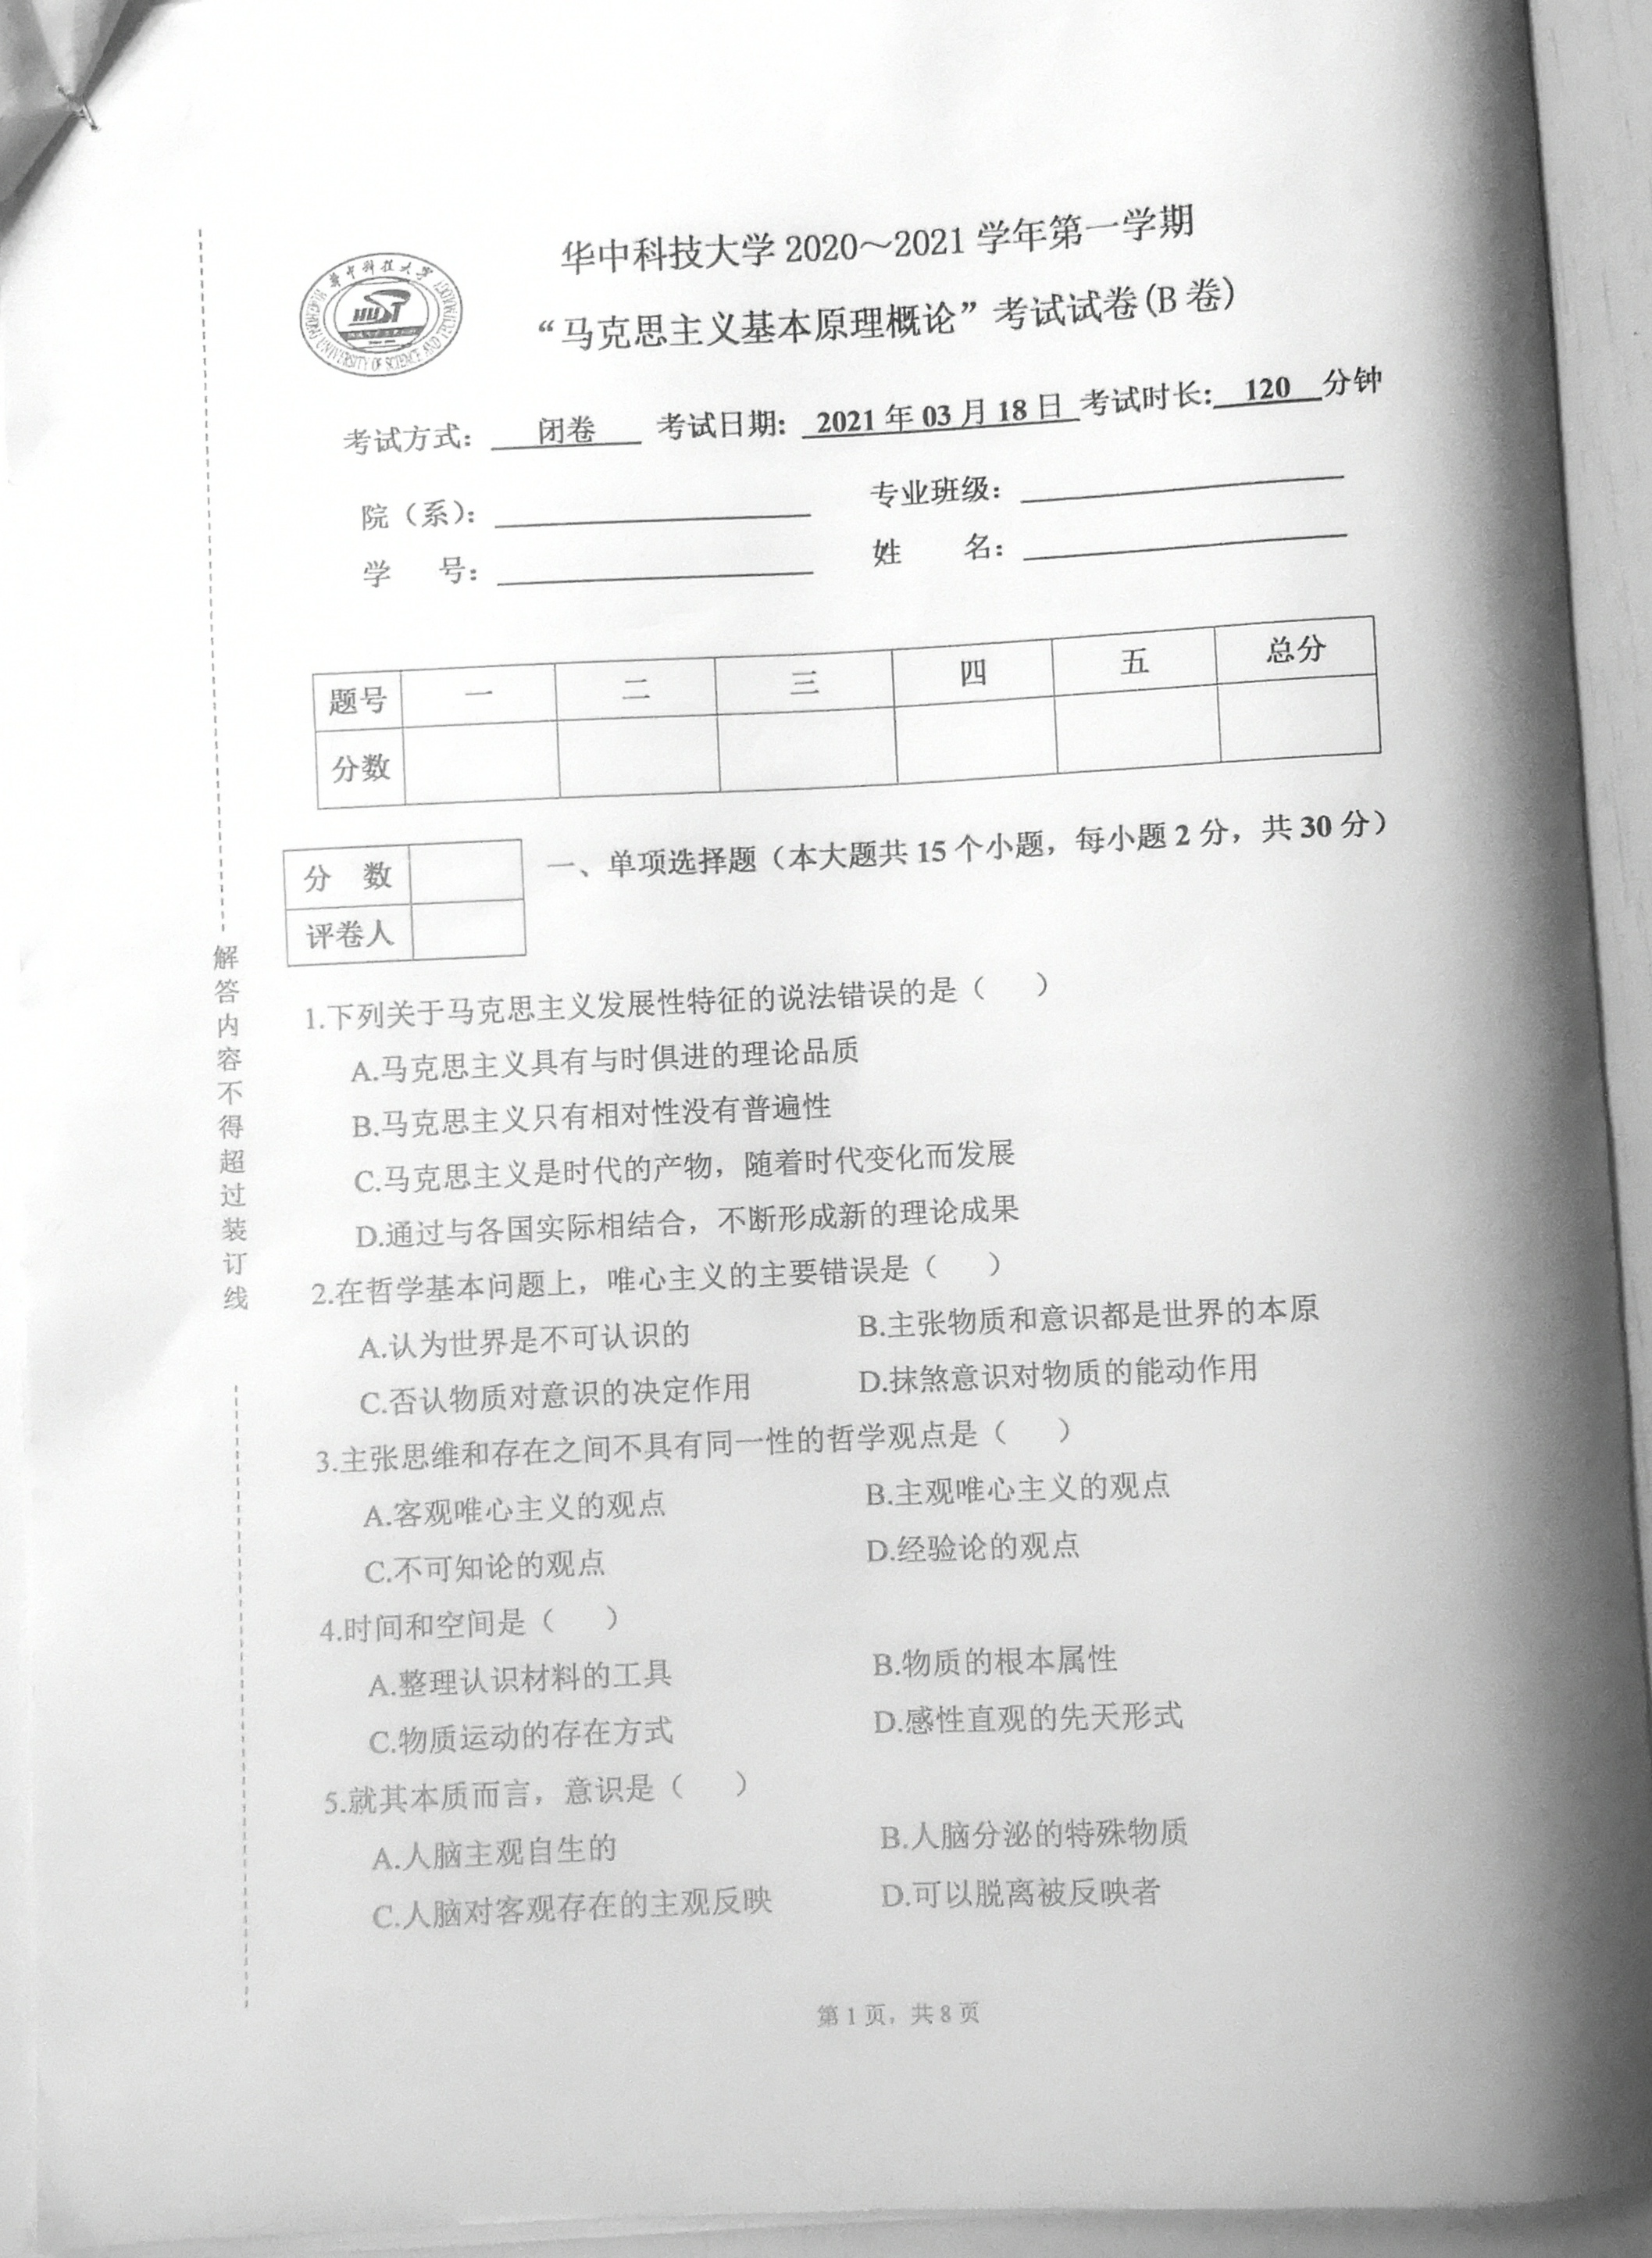 华中科技大学
HUAZHONG UNIVERSITY OF SCIENCE AND TECHNOLOGY
HUST
华中科技大学 2020～2021 学年第一学期
“马克思主义基本原理概论”考试试卷(B 卷)
考试方式： 闭卷 考试日期: 2021 年 03 月 18 日 考试时长: 120 分钟
院（系）: 专业班级：
学 号: 姓 名:
题号 一 二 三 四 五 总分
分数
分 数
评卷人
一、单项选择题（本大题共 15 个小题，每小题 2 分，共 30 分）
解答内容不得超过装订线
1.下列关于马克思主义发展性特征的说法错误的是（ ）
A.马克思主义具有与时俱进的理论品质
B.马克思主义只有相对性没有普遍性
C.马克思主义是时代的产物，随着时代变化而发展
D.通过与各国实际相结合，不断形成新的理论成果
2.在哲学基本问题上，唯心主义的主要错误是（ ）
A.认为世界是不可认识的 B.主张物质和意识都是世界的本原
C.否认物质对意识的决定作用 D.抹煞意识对物质的能动作用
3.主张思维和存在之间不具有同一性的哲学观点是（ ）
A.客观唯心主义的观点 B.主观唯心主义的观点
C.不可知论的观点 D.经验论的观点
4.时间和空间是（ ）
A.整理认识材料的工具 B.物质的根本属性
C.物质运动的存在方式 D.感性直观的先天形式
5.就其本质而言，意识是（ ）
A.人脑主观自生的 B.人脑分泌的特殊物质
C.人脑对客观存在的主观反映 D.可以脱离被反映者
第 1 页，共 8 页